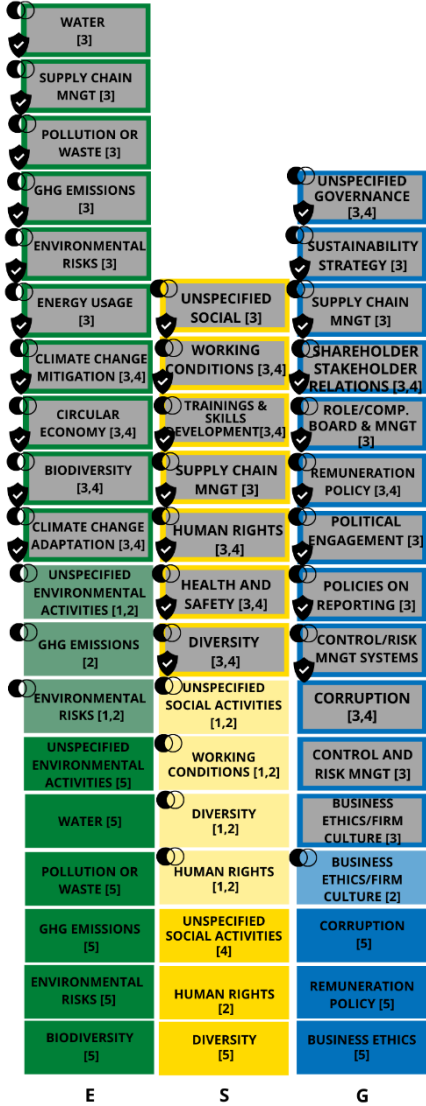 WATER
[3]
SUPPLY CHAIN
MNGT [3]
POLLUTION OR
WASTE [3]
GHG EMISSIONS
[3]
ENVIRONMENTAL
RISKS [3]
ENERGY USAGE
[3]
CLIMATE CHANGE
MITIGATION [3,4]
CIRCULAR
ECONOMY [3,4]
BIODIVERSITY
[3,4]
CLIMATE CHANGE
ADAPTATION [3,4]
UNSPECIFIED
ENVIRONMENTAL
ACTIVITIES [1,2]
GHG EMISSIONS
[2]
ENVIRONMENTAL
RISKS [1,2]
UNSPECIFIED
ENVIRONMENTAL
ACTIVITIES [5]
WATER [5]
POLLUTION OR
WASTE [5]
GHG EMISSIONS
[5]
ENVIRONMENTAL
RISKS [5]
BIODIVERSITY
[5]
E
UNSPECIFIED
SOCIAL [3]
WORKING
CONDITIONS [3,4]
TRAININGS &
SKILLS
DEVELOPMENT[3,4]
SUPPLY CHAIN
MNGT [3]
HUMAN RIGHTS
[3,4]
HEALTH AND
SAFETY [3,4]
DIVERSITY
[3,4]
UNSPECIFIED
SOCIAL ACTIVITIES
[1,2]
WORKING
CONDITIONS [1,2]
DIVERSITY
[1,2]
HUMAN RIGHTS
[1,2]
UNSPECIFIED
SOCIAL ACTIVITIES
[4]
HUMAN RIGHTS
[2]
DIVERSITY
[5]
S
UNSPECIFIED
GOVERNANCE
[3,4]
SUSTAINABILITY
STRATEGY [3]
SUPPLY CHAIN
MNGT [3]
SHAREHOLDER
STAKEHOLDER
RELATIONS [3,4]
ROLE/COMP.
BOARD & MNGT
[3]
REMUNERATION
POLICY [3,4]
POLITICAL
ENGAGEMENT [3]
POLICIES ON
REPORTING [3]
CONTROL/RISK
MNGT SYSTEMS
CORRUPTION
[3,4]
CONTROL AND
RISK MNGT [3]
BUSINESS
ETHICS/FIRM
CULTURE [3]
BUSINESS
ETHICS/FIRM
CULTURE [2]
CORRUPTION
[5]
REMUNERATION
POLICY [5]
BUSINESS ETHICS
[5]
G